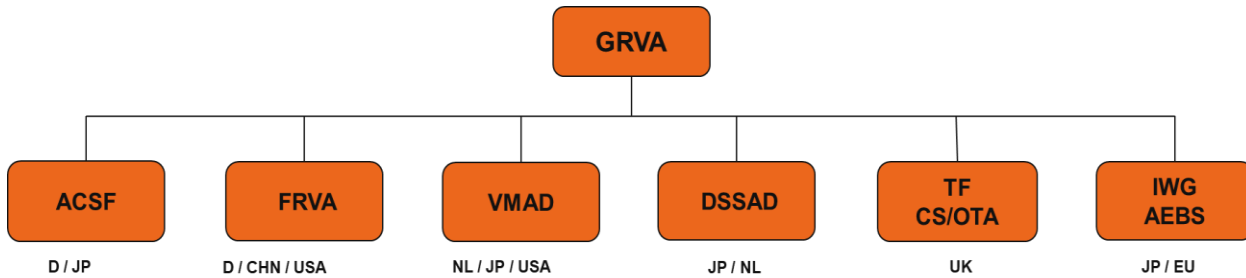 GRVA
ACSF
FRVA
VMAD
DSSAD
TF
CS/OTA
IWG
AEBS
D / JP
D / CHN / USA
NL / JP / USA
JP / NL
UK
JP / EU